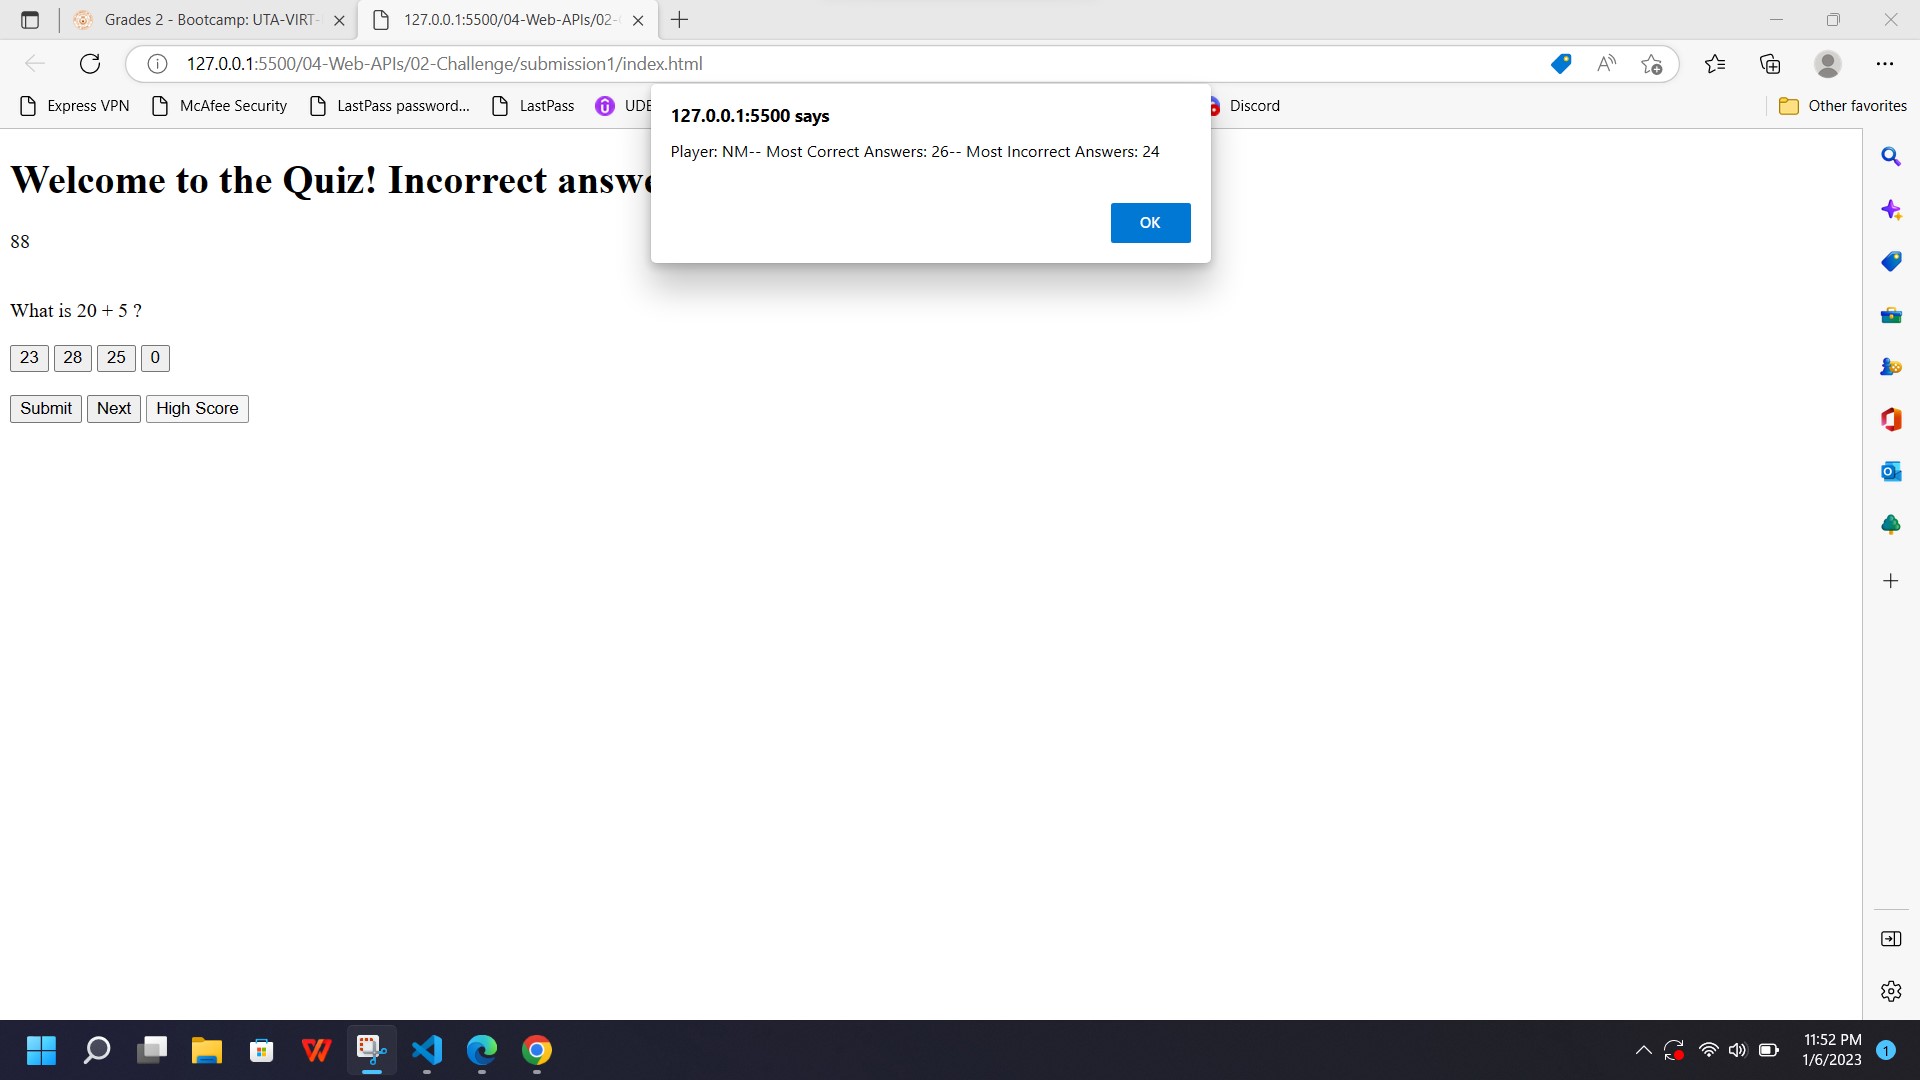 Grades 2 - Bootcamp: UTA-VIRT-
127.0.0.1:5500/04-Web-APIs/02-
127.0.0.1:5500/04-Web-APIs/02-Challenge/submission1/index.html
Express VPN McAfee Security LastPass password... LastPass UDE Discord Other favorites
127.0.0.1:5500 says
Player: NM-- Most Correct Answers: 26-- Most Incorrect Answers: 24
OK
Welcome to the Quiz! Incorrect answe
88
What is 20 + 5 ?
23 28 25 0
Submit Next High Score
11:52 PM
1/6/2023
1